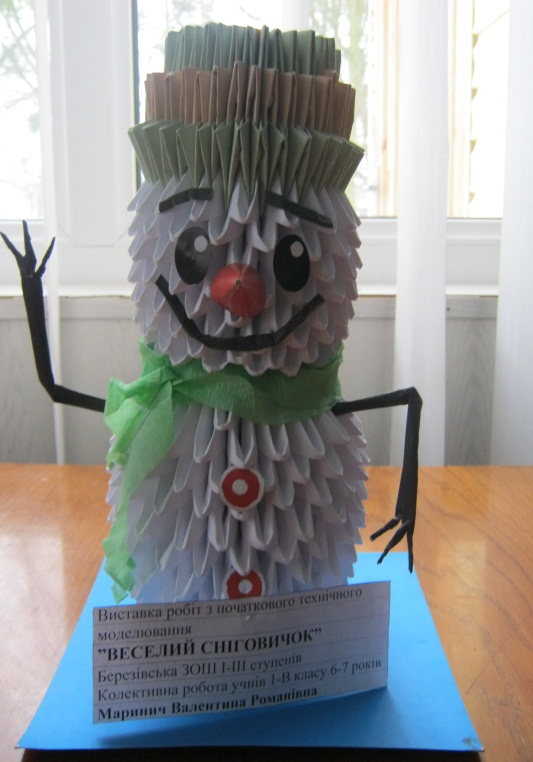 Виставка робіт з початкового технічного
моделювання
"ВЕСЕЛИЙ СНІГОВИЧОК"
Березівська ЗОШ І-ІІІ ступенів
Колективна робота учнів 1-В класу 6-7 років
Маринич Валентина Романівна